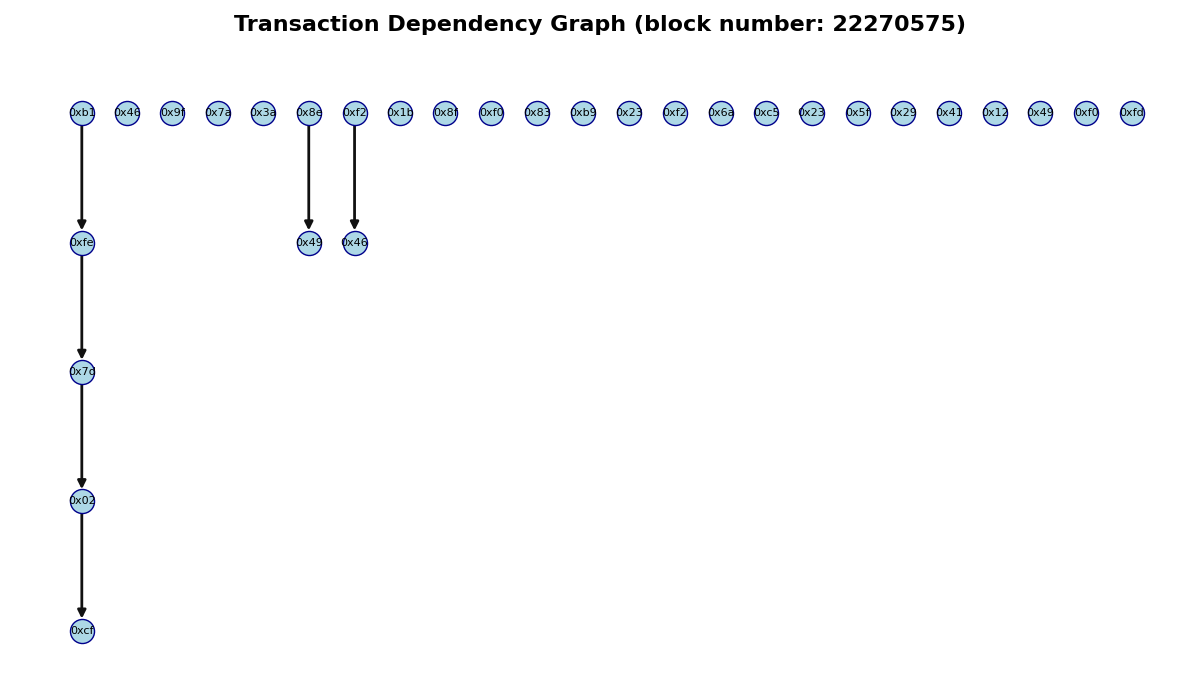 Transaction Dependency Graph (block number: 22270575)
0xb1 0x46 0x9f 0x7a 0x3a 0x8e 0xf2 0x1b 0x8f 0xf0 0x83 0xb9 0x23 0xf2 0x6a 0xc5 0x23 0x5f 0x29 0x41 0x12 0x49 0xf0 0xfd
0xfe 0x49 0x46
0x7d
0x02
0xcf